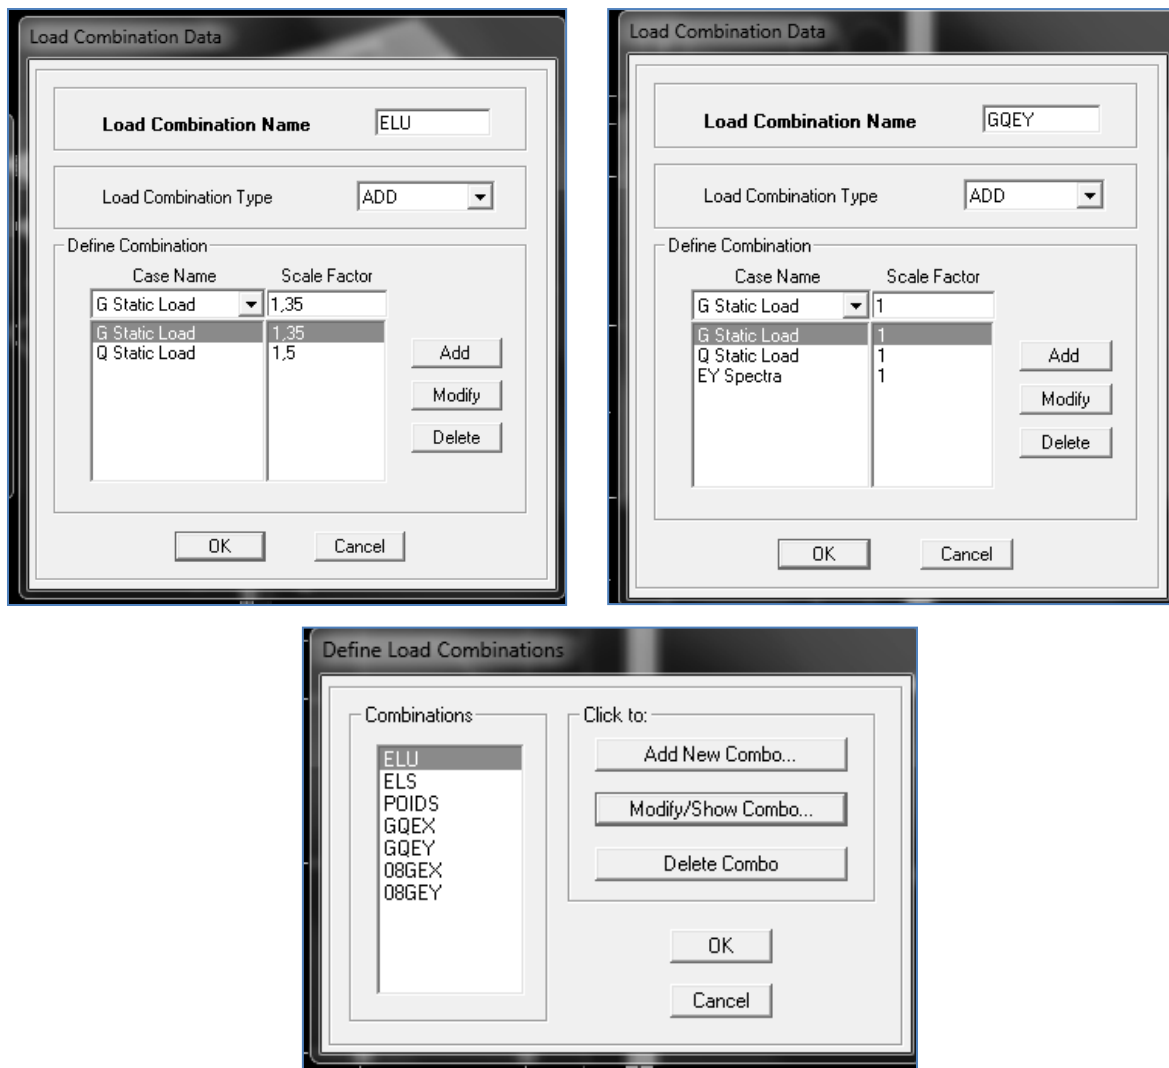 Load Combination Data
Load Combination Name ELU
Load Combination Type ADD
Define Combination
Case Name Scale Factor
G Static Load 1,35
G Static Load 1,35
Q Static Load 1,5
Add
Modify
Delete
OK Cancel
Load Combination Data
Load Combination Name GQEY
Load Combination Type ADD
Define Combination
Case Name Scale Factor
G Static Load 1
G Static Load 1
Q Static Load 1
EY Spectra 1
Add
Modify
Delete
OK Cancel
Define Load Combinations
Combinations
ELU
ELS
POIDS
GQEX
GQEY
08GEX
08GEY
Click to:
Add New Combo...
Modify/Show Combo...
Delete Combo
OK
Cancel